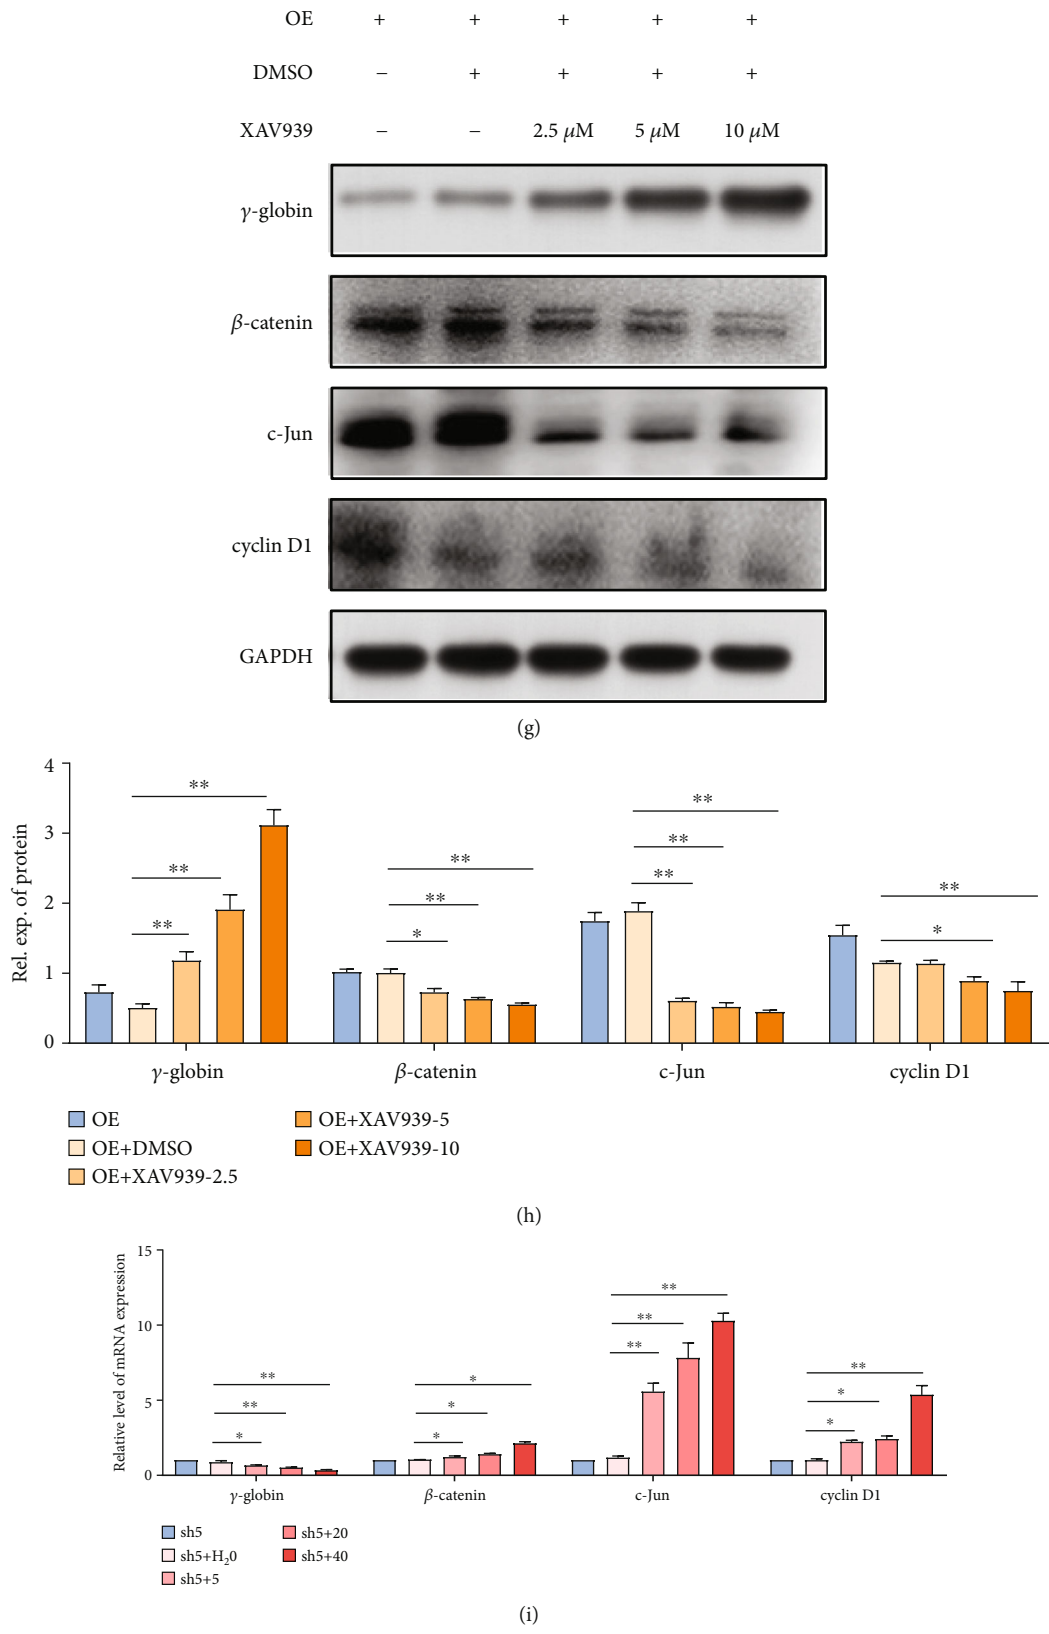 OE + + + + +
DMSO – + + + +
XAV939 – – 2.5 μM 5 μM 10 μM
γ-globin
β-catenin
c-Jun
cyclin D1
GAPDH
(g)
Rel. exp. of protein
4
3
2
1
0
** ** **
** ** *
** ** **
** *
γ-globin β-catenin c-Jun cyclin D1
OE OE+XAV939-5
OE+DMSO OE+XAV939-10
OE+XAV939-2.5
(h)
Relative level of mRNA expression
15
10
5
0
** ** *
* * *
** ** **
** * *
γ-globin β-catenin c-Jun cyclin D1
sh5 sh5+20
sh5+H₂0 sh5+40
sh5+5
(i)